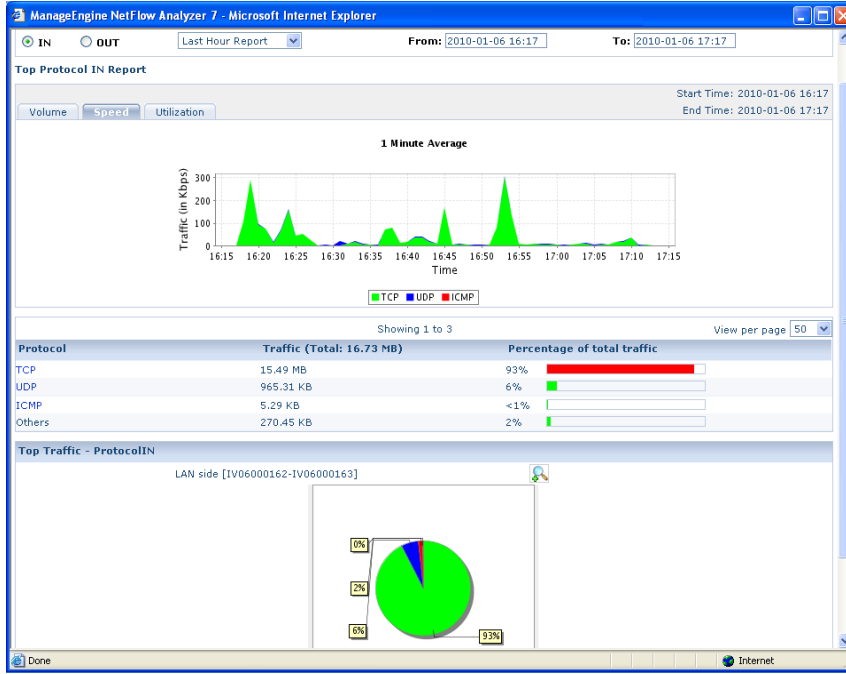 ManageEngine NetFlow Analyzer 7 - Microsoft Internet Explorer
IN OUT Last Hour Report From: 2010-01-06 16:17 To: 2010-01-06 17:17
Top Protocol IN Report
Start Time: 2010-01-06 16:17
Volume Speed Utilization End Time: 2010-01-06 17:17
1 Minute Average
Traffic (in Kbps)
300
200
100
0
16:15 16:20 16:25 16:30 16:35 16:40 16:45 16:50 16:55 17:00 17:05 17:10 17:15
Time
TCP UDP ICMP
Showing 1 to 3 View per page 50
Protocol Traffic (Total: 16.73 MB) Percentage of total traffic
TCP 15.49 MB 93%
UDP 965.31 KB 6%
ICMP 5.29 KB <1%
Others 270.45 KB 2%
Top Traffic - ProtocolIN
LAN side [IV06000162-IV06000163]
0%
2%
6%
93%
Done Internet